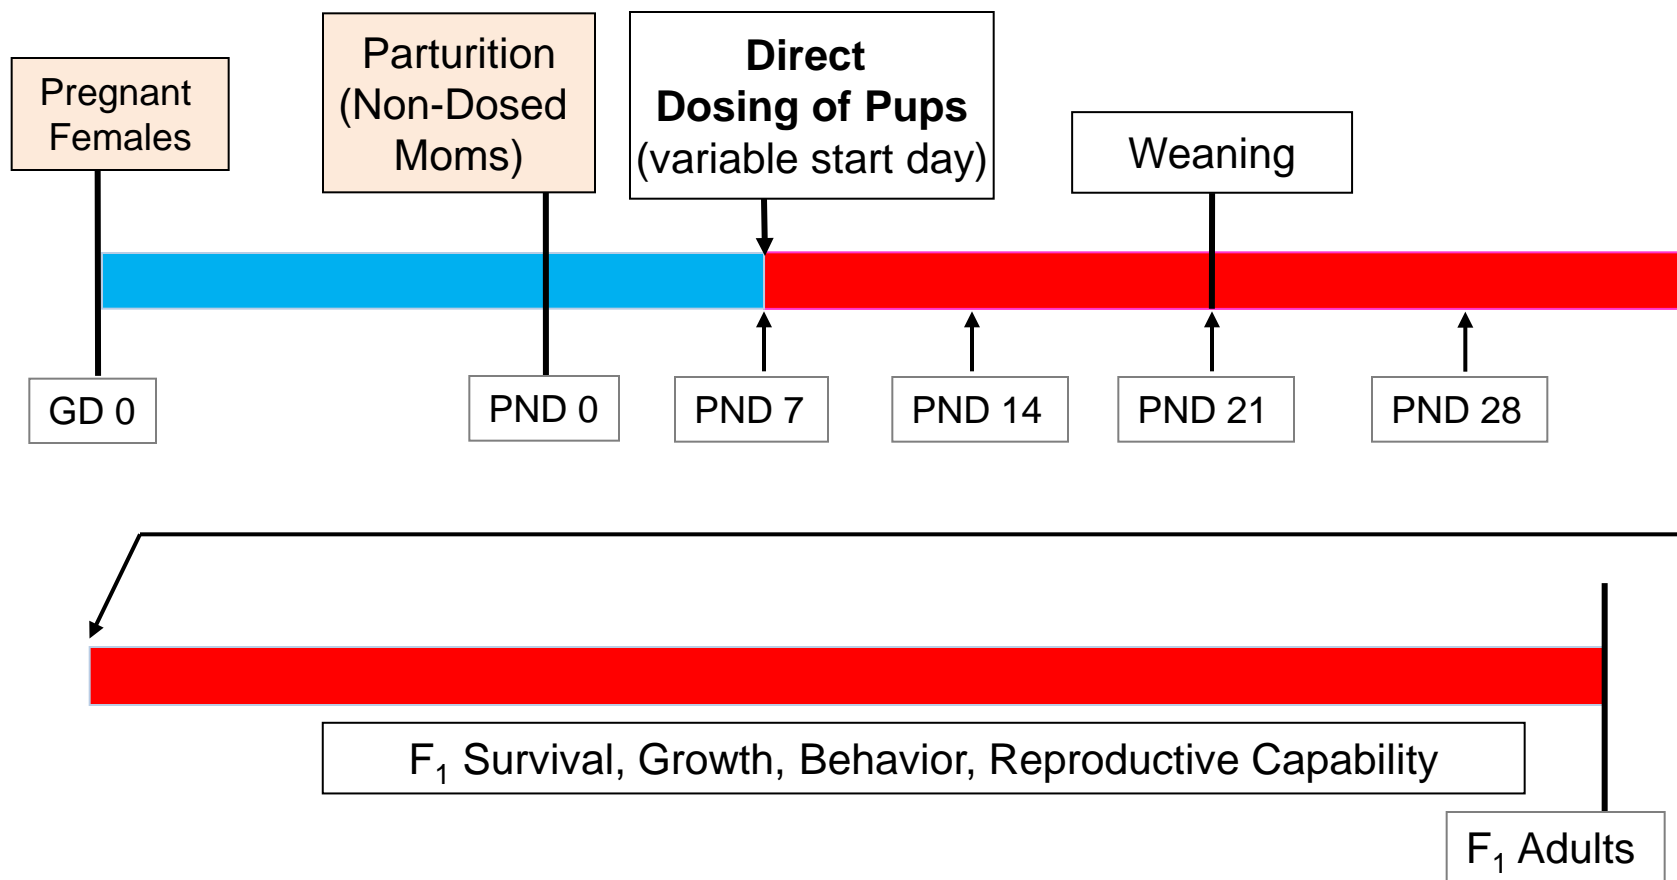 Pregnant
Females
Parturition
(Non-Dosed
Moms)
Direct
Dosing of Pups
(variable start day)
Weaning
GD 0
PND 0
PND 7
PND 14
PND 21
PND 28
F₁ Survival, Growth, Behavior, Reproductive Capability
F₁ Adults